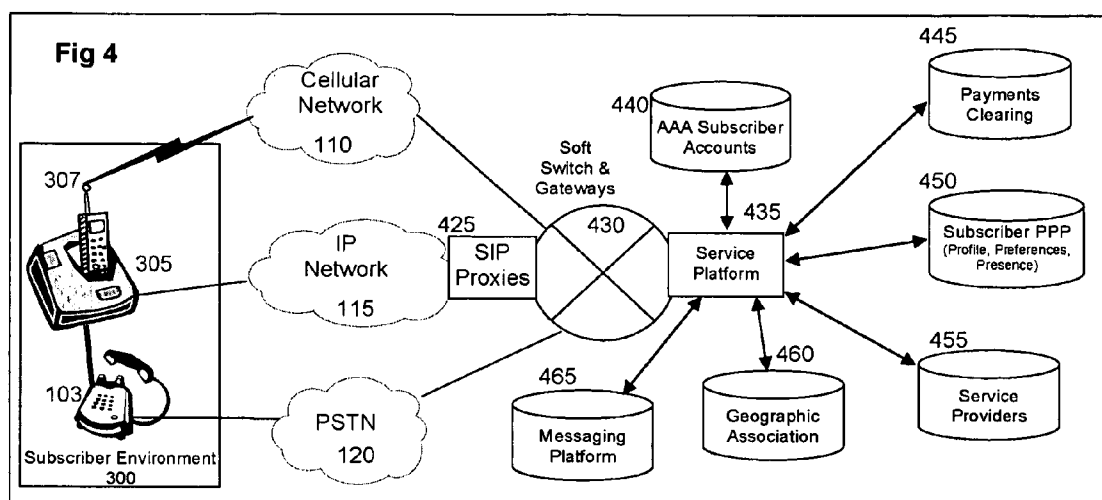 Fig 4
Cellular
Network
110
307
305
103
Subscriber Environment
300
IP
Network
115
PSTN
120
425
SIP
Proxies
Soft
Switch &
Gateways
430
440
AAA Subscriber
Accounts
435
Service
Platform
445
Payments
Clearing
450
Subscriber PPP
(Profile, Preferences,
Presence)
455
Service
Providers
460
Geographic
Association
465
Messaging
Platform